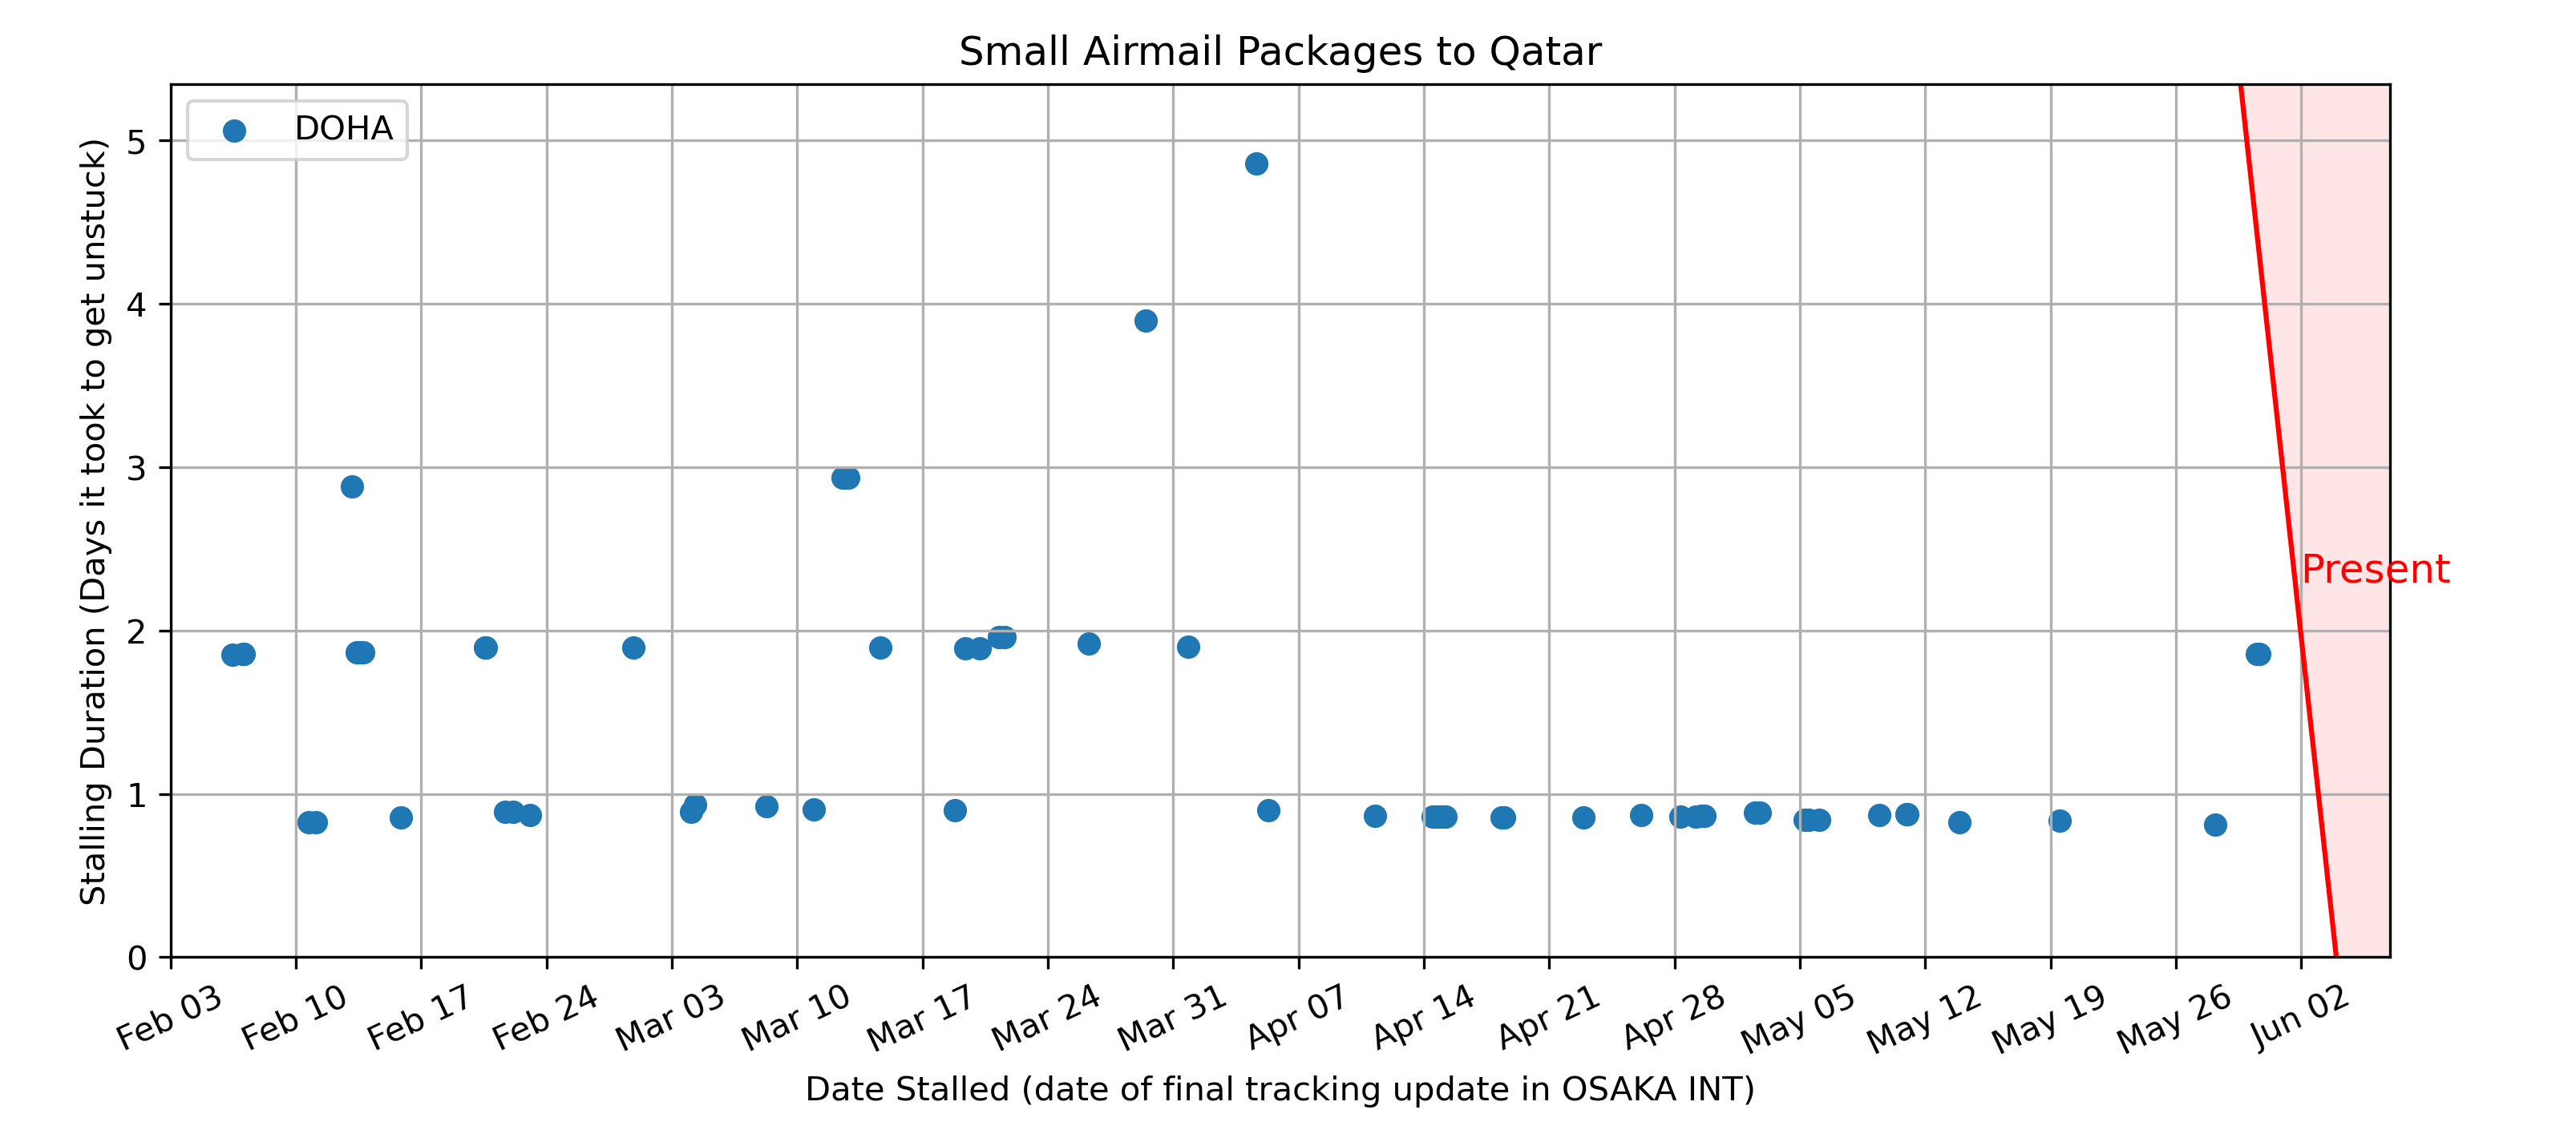 Small Airmail Packages to Qatar
DOHA
Stalling Duration (Days it took to get unstuck)
5
4
3
2
1
0
Present
Feb 03
Feb 10
Feb 17
Feb 24
Mar 03
Mar 10
Mar 17
Mar 24
Mar 31
Apr 07
Apr 14
Apr 21
Apr 28
May 05
May 12
May 19
May 26
Jun 02
Date Stalled (date of final tracking update in OSAKA INT)